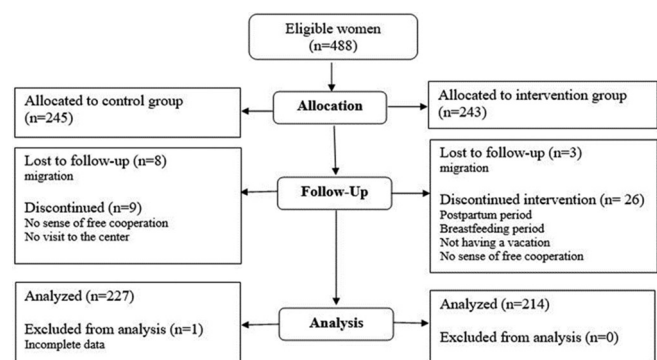 Eligible women
(n=488)
Allocated to control group
(n=245)
Allocation
Allocated to intervention group
(n=243)
Lost to follow-up (n=8)
migration
Discontinued (n=9)
No sense of free cooperation
No visit to the center
Follow-Up
Lost to follow-up (n=3)
migration
Discontinued intervention (n= 26)
Postpartum period
Breastfeeding period
Not having a vacation
No sense of free cooperation
Analyzed (n=227)
Excluded from analysis (n=1)
Incomplete data
Analysis
Analyzed (n=214)
Excluded from analysis (n=0)